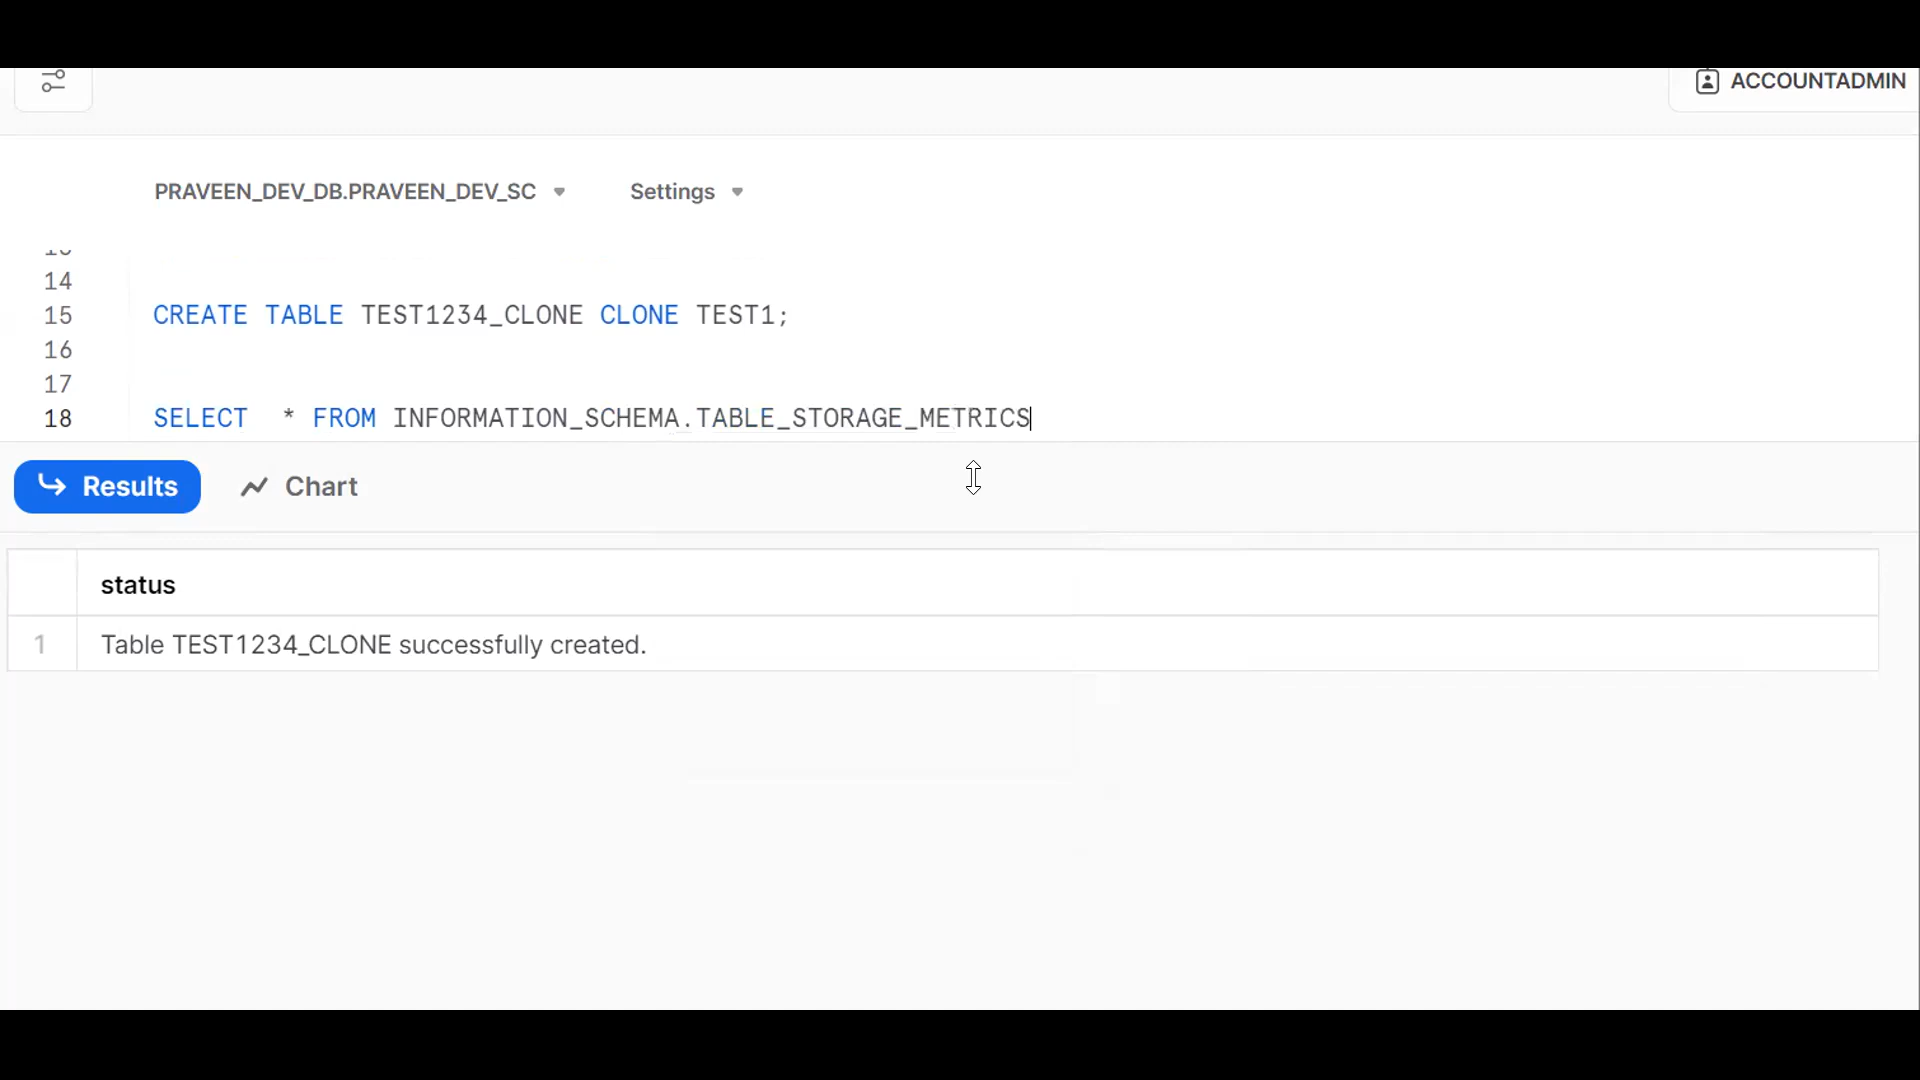 ACCOUNTADMIN
PRAVEEN_DEV_DB.PRAVEEN_DEV_SC Settings
14
15 CREATE TABLE TEST1234_CLONE CLONE TEST1;
16
17
18 SELECT * FROM INFORMATION_SCHEMA.TABLE_STORAGE_METRICS
Results Chart
status
1 Table TEST1234_CLONE successfully created.